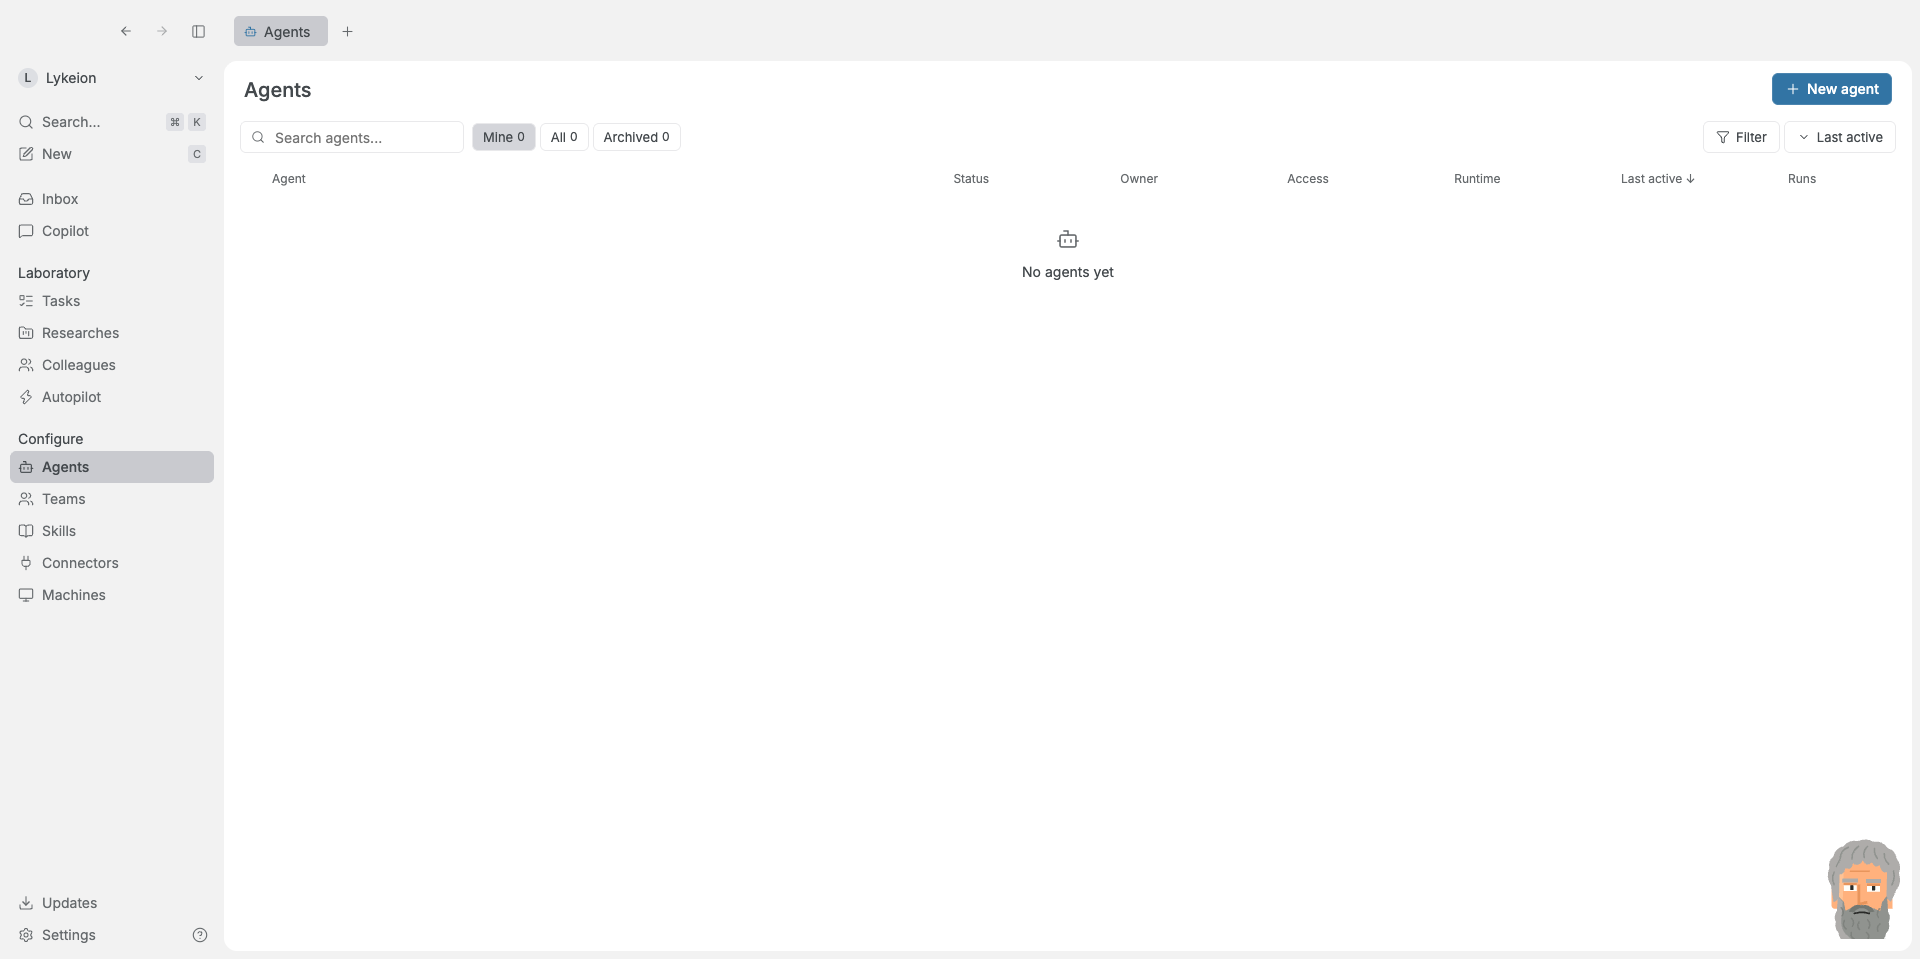 Agents
L Lykeion
Search... ⌘ K
New C
Inbox
Copilot
Laboratory
Tasks
Researches
Colleagues
Autopilot
Configure
Agents
Teams
Skills
Connectors
Machines
Updates
Settings
Agents
New agent
Search agents...
Mine 0
All 0
Archived 0
Filter
Last active
Agent Status Owner Access Runtime Last active ↓ Runs
No agents yet